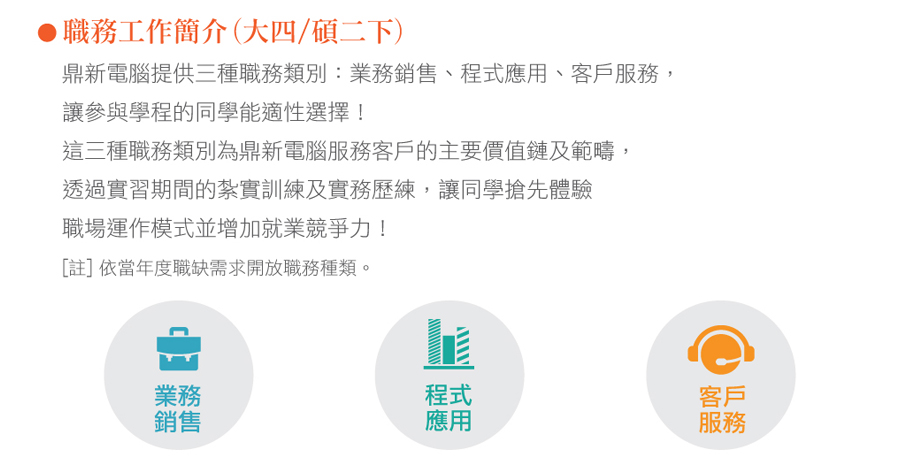 ●職務工作簡介(大四/碩二下)
鼎新電腦提供三種職務類別：業務銷售、程式應用、客戶服務，
讓參與學程的同學能適性選擇！
這三種職務類別為鼎新電腦服務客戶的主要價值鏈及範疇，
透過實習期間的紮實訓練及實務歷練，讓同學搶先體驗
職場運作模式並增加就業競爭力！
[註] 依當年度職缺需求開放職務種類。
業務
銷售
程式
應用
客戶
服務